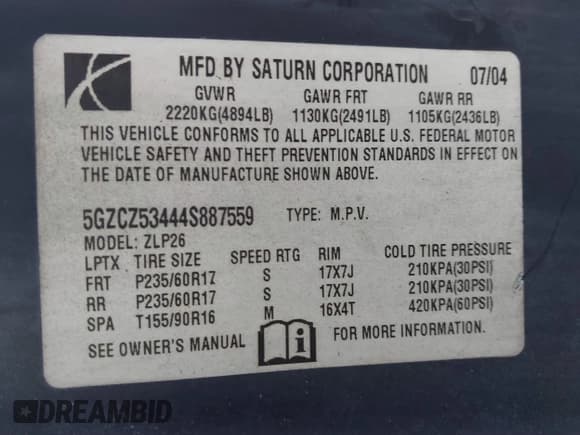 MFD BY SATURN CORPORATION 07/04
GVWR GAWR FRT GAWR RR
2220KG(4894LB) 1130KG(2491LB) 1105KG(2436LB)
THIS VEHICLE CONFORMS TO ALL APPLICABLE U.S. FEDERAL MOTOR
VEHICLE SAFETY AND THEFT PREVENTION STANDARDS IN EFFECT ON
THE DATE OF MANUFACTURE SHOWN ABOVE.
5GZCZ53444S887559 TYPE: M.P.V.
MODEL: ZLP26
LPTX TIRE SIZE SPEED RTG RIM COLD TIRE PRESSURE
FRT P235/60R17 S 17X7J 210KPA(30PSI)
RR P235/60R17 S 17X7J 210KPA(30PSI)
SPA T155/90R16 M 16X4T 420KPA(60PSI)
SEE OWNER'S MANUAL i FOR MORE INFORMATION.
DREAMBID